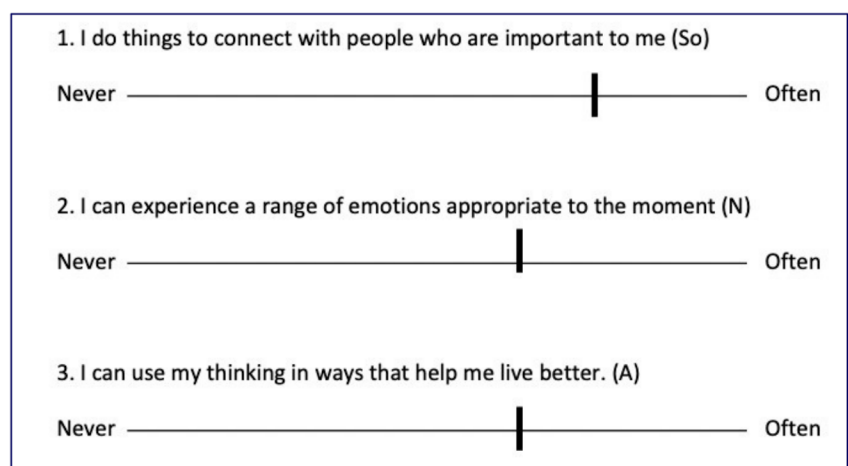 1. I do things to connect with people who are important to me (So)
Never Often
2. I can experience a range of emotions appropriate to the moment (N)
Never Often
3. I can use my thinking in ways that help me live better. (A)
Never Often